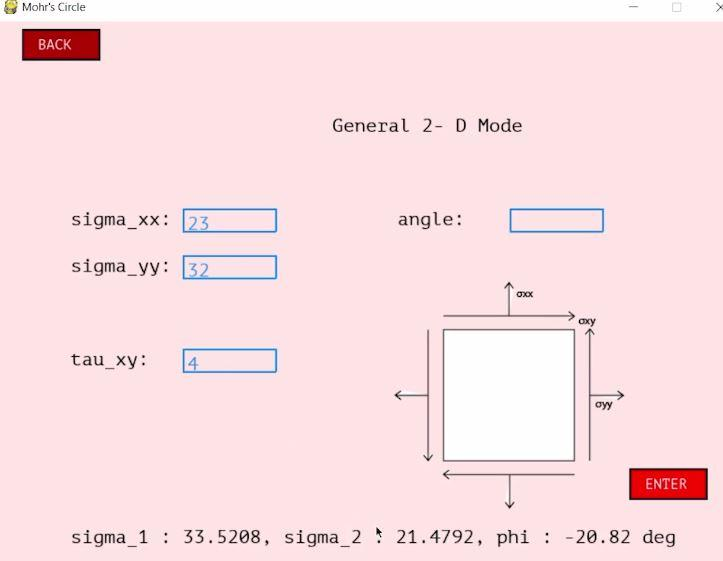 Mohr's Circle
BACK
General 2- D Mode
sigma_xx: 23
angle:
sigma_yy: 32
σxx
σxy
tau_xy: 4
σyy
ENTER
sigma_1 : 33.5208, sigma_2 : 21.4792, phi : -20.82 deg